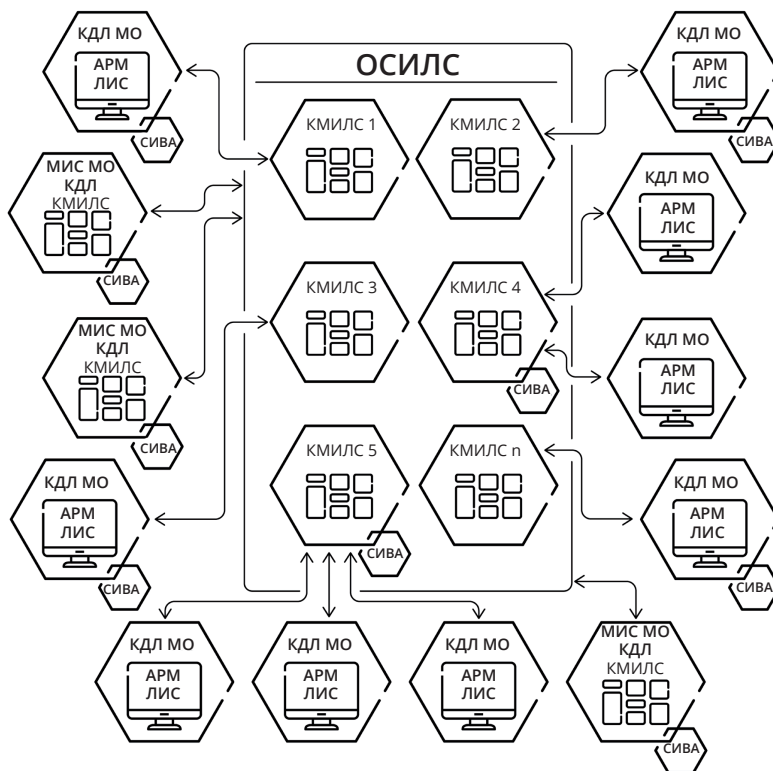 ОСИЛС
КДЛ МО
АРМ
ЛИС
СИВА
КМИЛС 1
КМИЛС 2
КДЛ МО
АРМ
ЛИС
СИВА
МИС МО
КДЛ
КМИЛС
СИВА
КДЛ МО
АРМ
ЛИС
КМИЛС 3
КМИЛС 4
СИВА
МИС МО
КДЛ
КМИЛС
СИВА
КДЛ МО
АРМ
ЛИС
КМИЛС 5
СИВА
КМИЛС n
КДЛ МО
АРМ
ЛИС
СИВА
КДЛ МО
АРМ
ЛИС
СИВА
КДЛ МО
АРМ
ЛИС
КДЛ МО
АРМ
ЛИС
КДЛ МО
АРМ
ЛИС
МИС МО
КДЛ
КМИЛС
СИВА